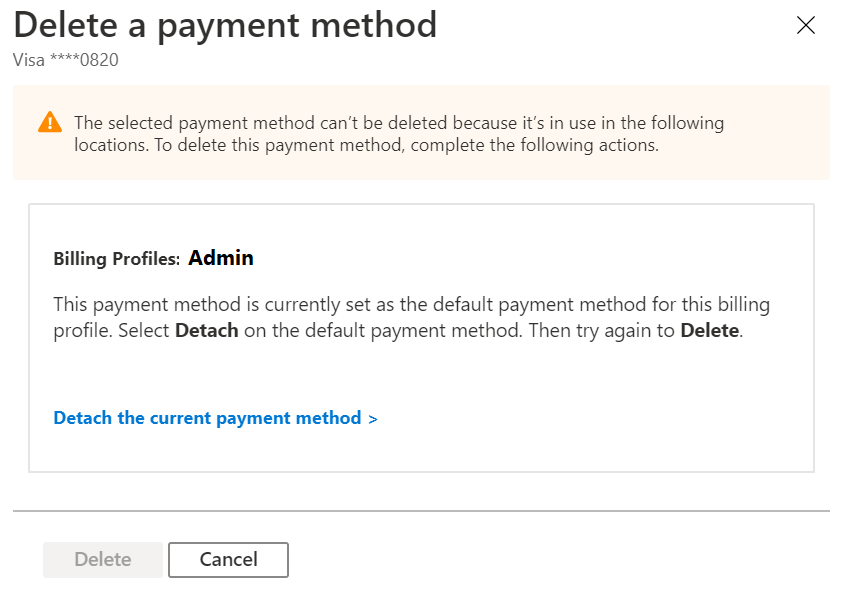 Delete a payment method
Visa ****0820
The selected payment method can't be deleted because it's in use in the following
locations. To delete this payment method, complete the following actions.
Billing Profiles: Admin
This payment method is currently set as the default payment method for this billing
profile. Select Detach on the default payment method. Then try again to Delete.
Detach the current payment method >
Delete Cancel